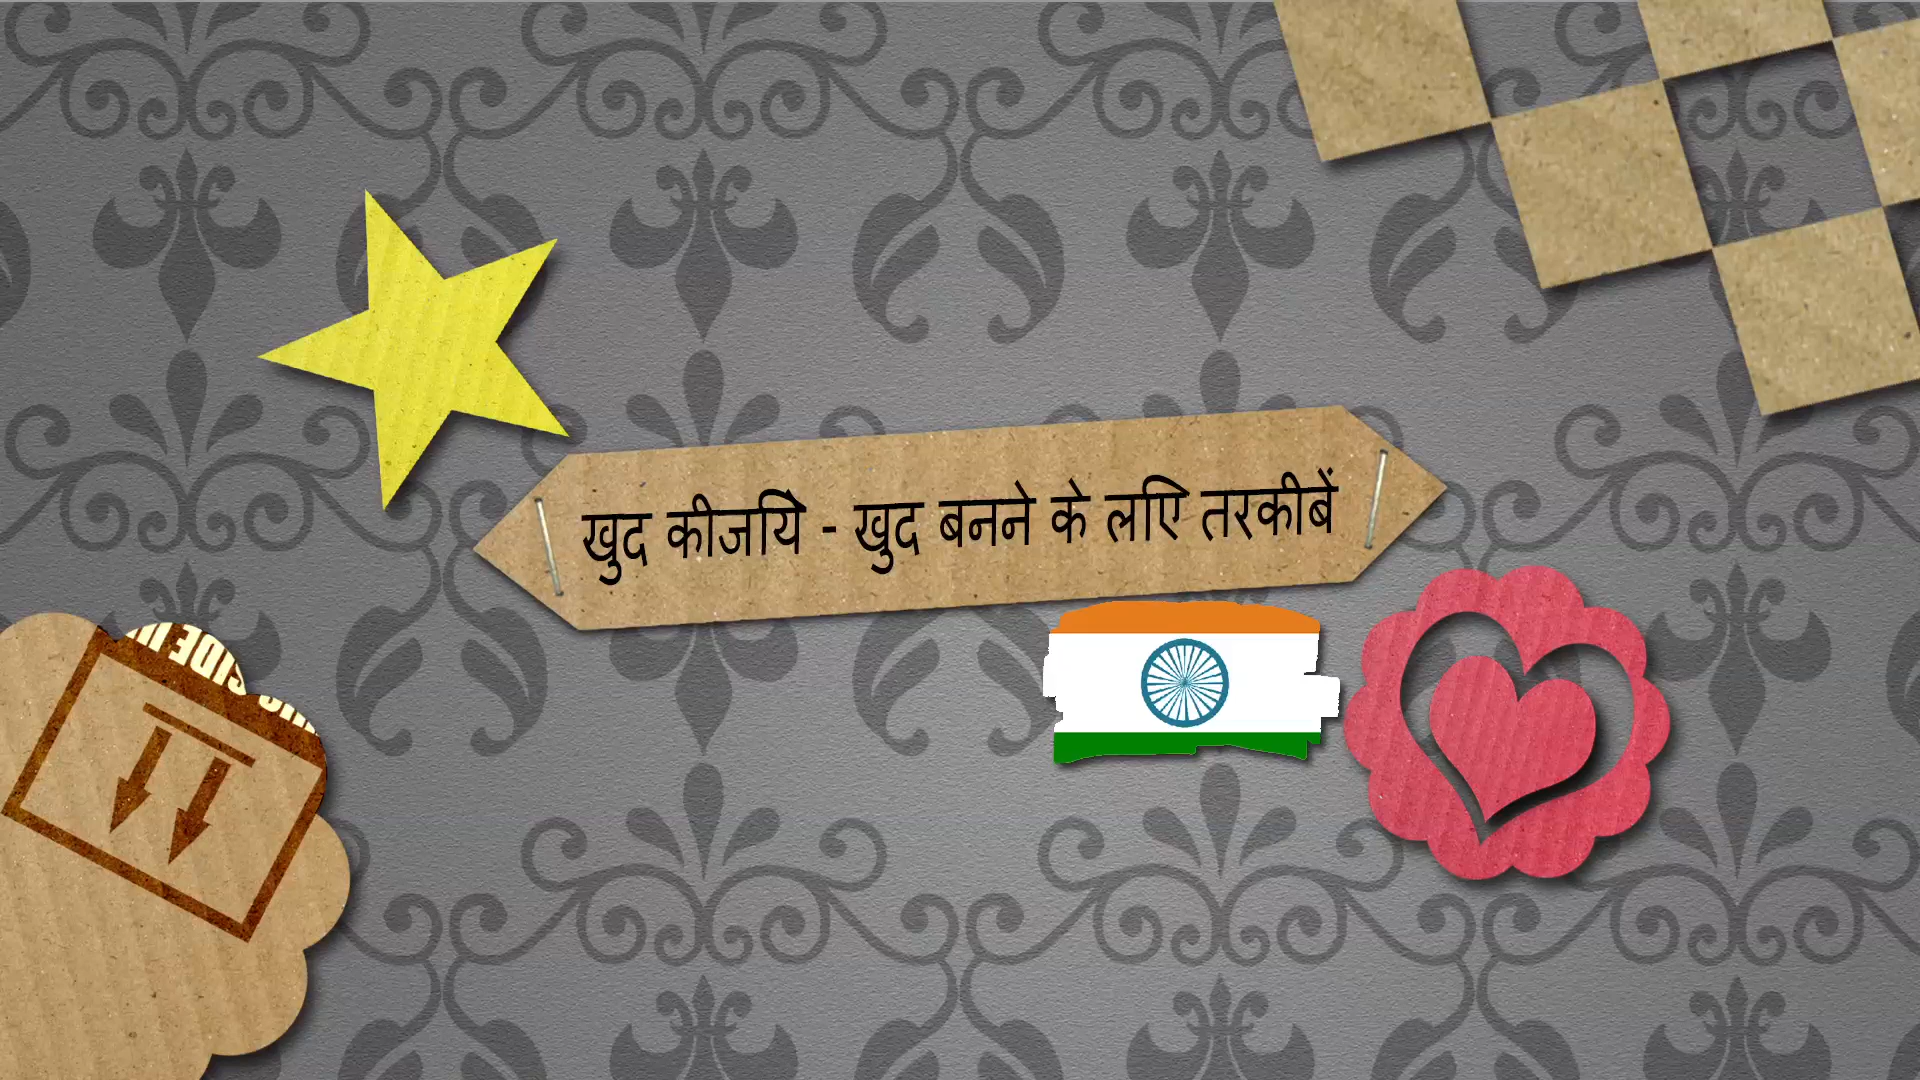 खुद कीजिये - खुद बनने के लिए तरकीबें